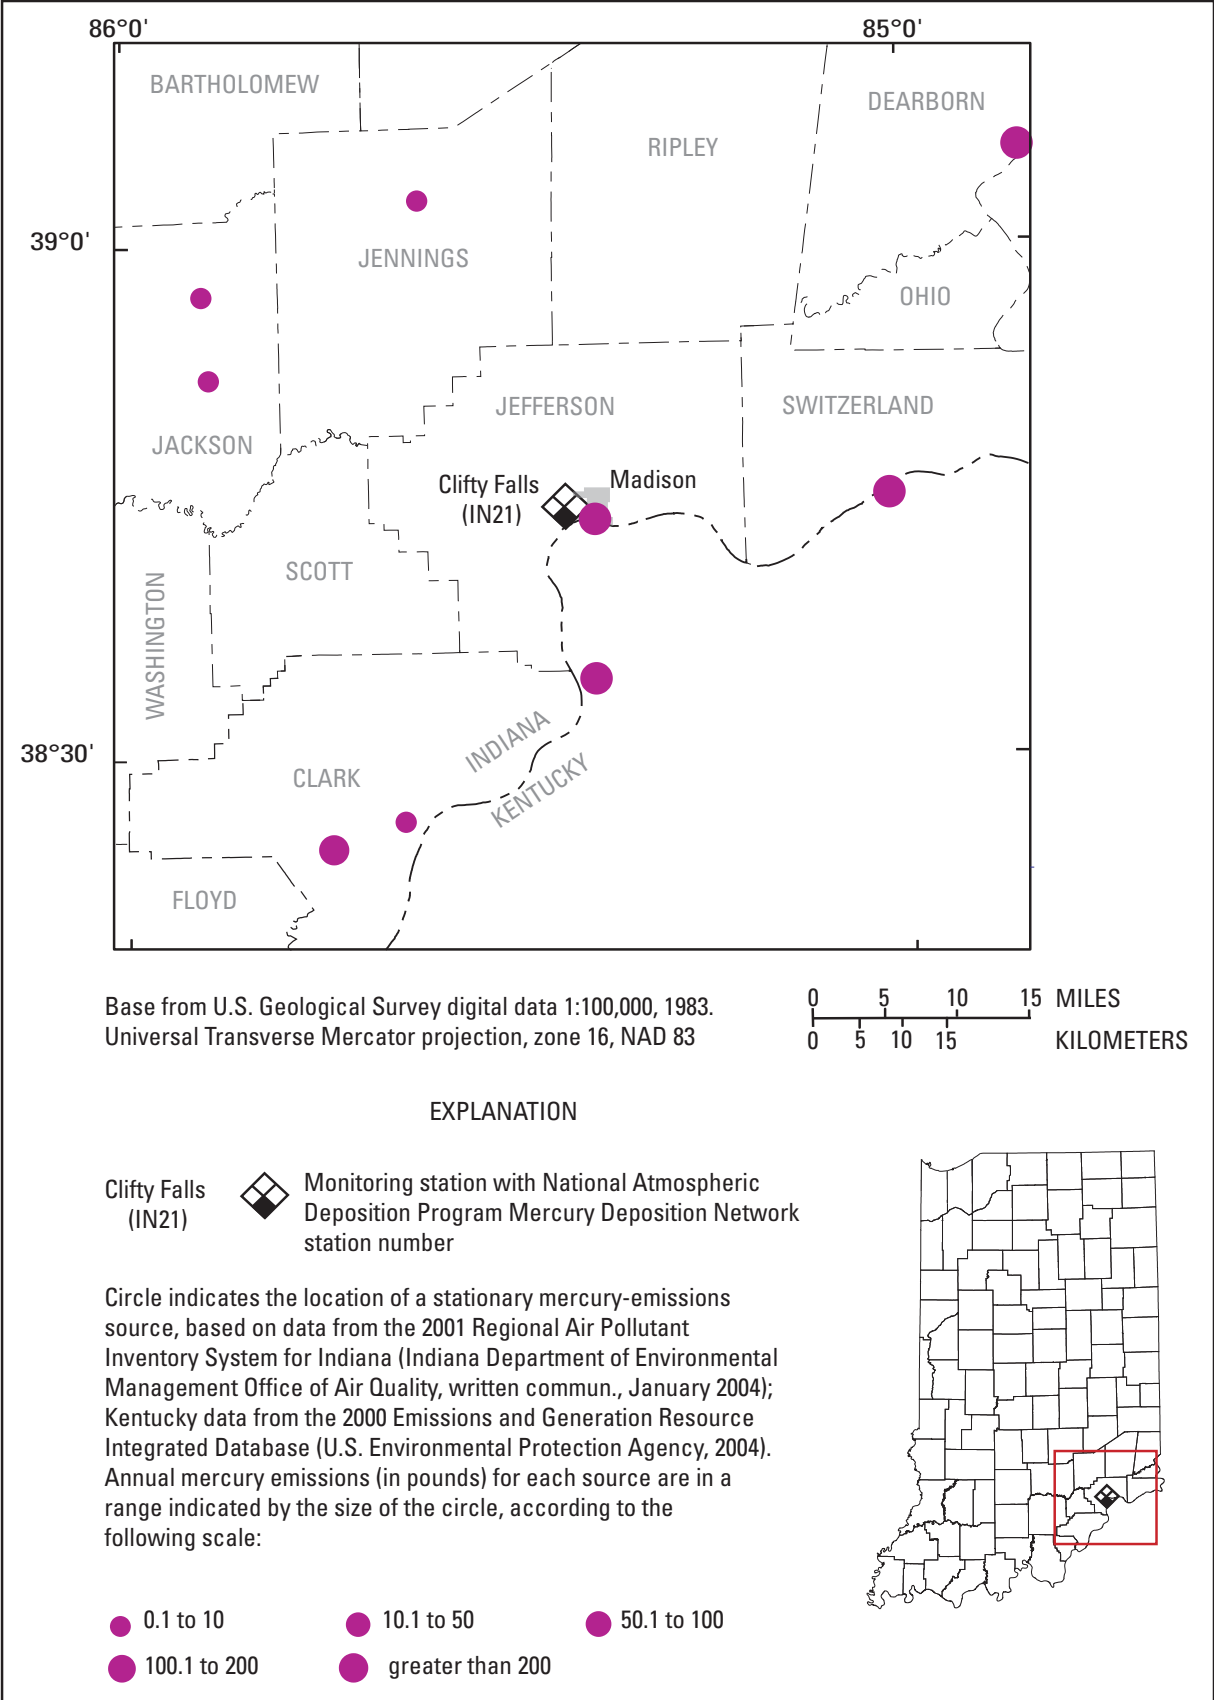 86°0'
85°0'
BARTHOLOMEW
DEARBORN
RIPLEY
39°0'
JENNINGS
OHIO
JEFFERSON
SWITZERLAND
JACKSON
Clifty Falls
(IN21)
Madison
SCOTT
WASHINGTON
INDIANA
KENTUCKY
38°30'
CLARK
FLOYD
Base from U.S. Geological Survey digital data 1:100,000, 1983.
Universal Transverse Mercator projection, zone 16, NAD 83
0 5 10 15 MILES
0 5 10 15 KILOMETERS
EXPLANATION
Clifty Falls
(IN21)
Monitoring station with National Atmospheric
Deposition Program Mercury Deposition Network
station number
Circle indicates the location of a stationary mercury-emissions
source, based on data from the 2001 Regional Air Pollutant
Inventory System for Indiana (Indiana Department of Environmental
Management Office of Air Quality, written commun., January 2004);
Kentucky data from the 2000 Emissions and Generation Resource
Integrated Database (U.S. Environmental Protection Agency, 2004).
Annual mercury emissions (in pounds) for each source are in a
range indicated by the size of the circle, according to the
following scale:
0.1 to 10
10.1 to 50
50.1 to 100
100.1 to 200
greater than 200